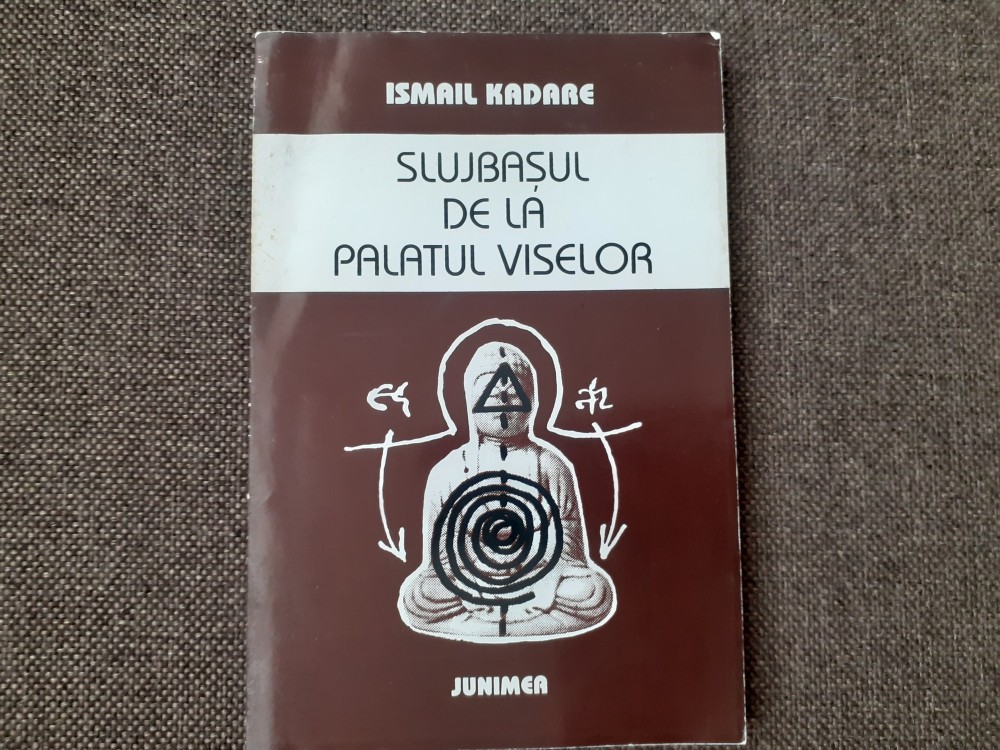 ISMAIL KADARE
SLUJBAȘUL
DE LA
PALATUL VISELOR
JUNIMEA